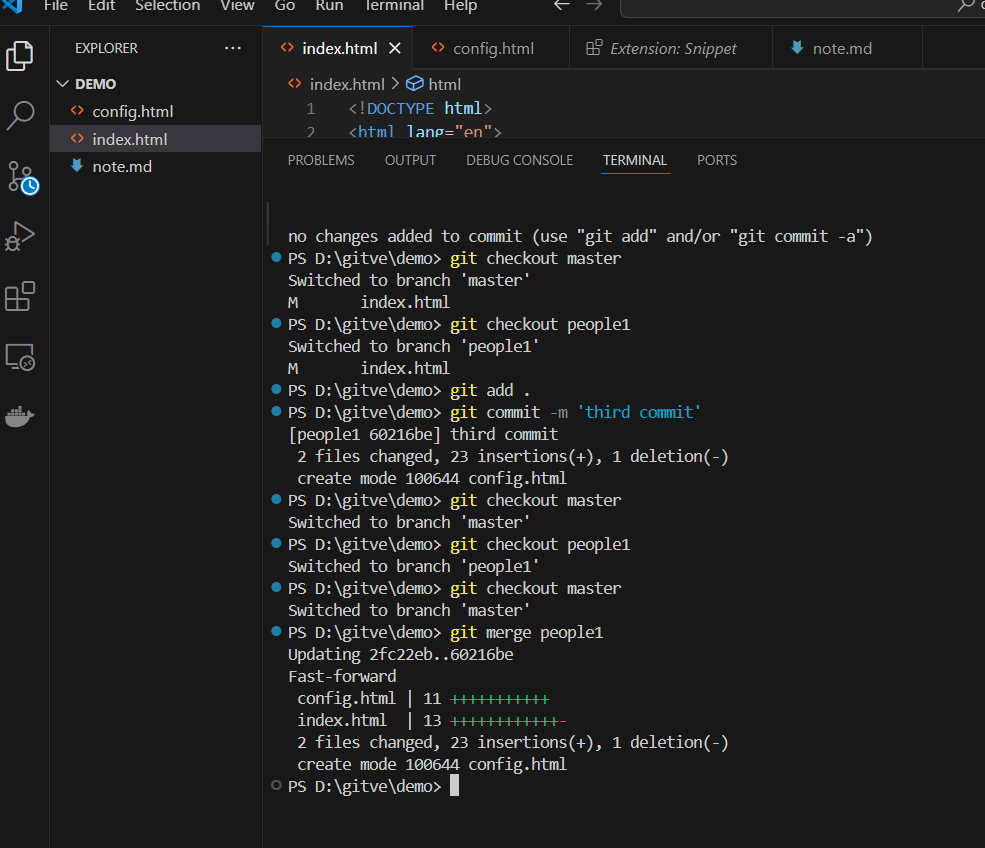 File Edit Selection View Go Run Terminal Help
EXPLORER ···
index.html
config.html
Extension: Snippet
note.md
DEMO
config.html
index.html
note.md
index.html > html
1 <!DOCTYPE html>
2 <html lang="en">
PROBLEMS OUTPUT DEBUG CONSOLE TERMINAL PORTS
no changes added to commit (use "git add" and/or "git commit -a")
PS D:\gitve\demo> git checkout master
Switched to branch 'master'
M index.html
PS D:\gitve\demo> git checkout people1
Switched to branch 'people1'
M index.html
PS D:\gitve\demo> git add .
PS D:\gitve\demo> git commit -m 'third commit'
[people1 60216be] third commit
2 files changed, 23 insertions(+), 1 deletion(-)
create mode 100644 config.html
PS D:\gitve\demo> git checkout master
Switched to branch 'master'
PS D:\gitve\demo> git checkout people1
Switched to branch 'people1'
PS D:\gitve\demo> git checkout master
Switched to branch 'master'
PS D:\gitve\demo> git merge people1
Updating 2fc22eb..60216be
Fast-forward
config.html | 11 +++++++++++
index.html | 13 ++++++++++++-
2 files changed, 23 insertions(+), 1 deletion(-)
create mode 100644 config.html
PS D:\gitve\demo>